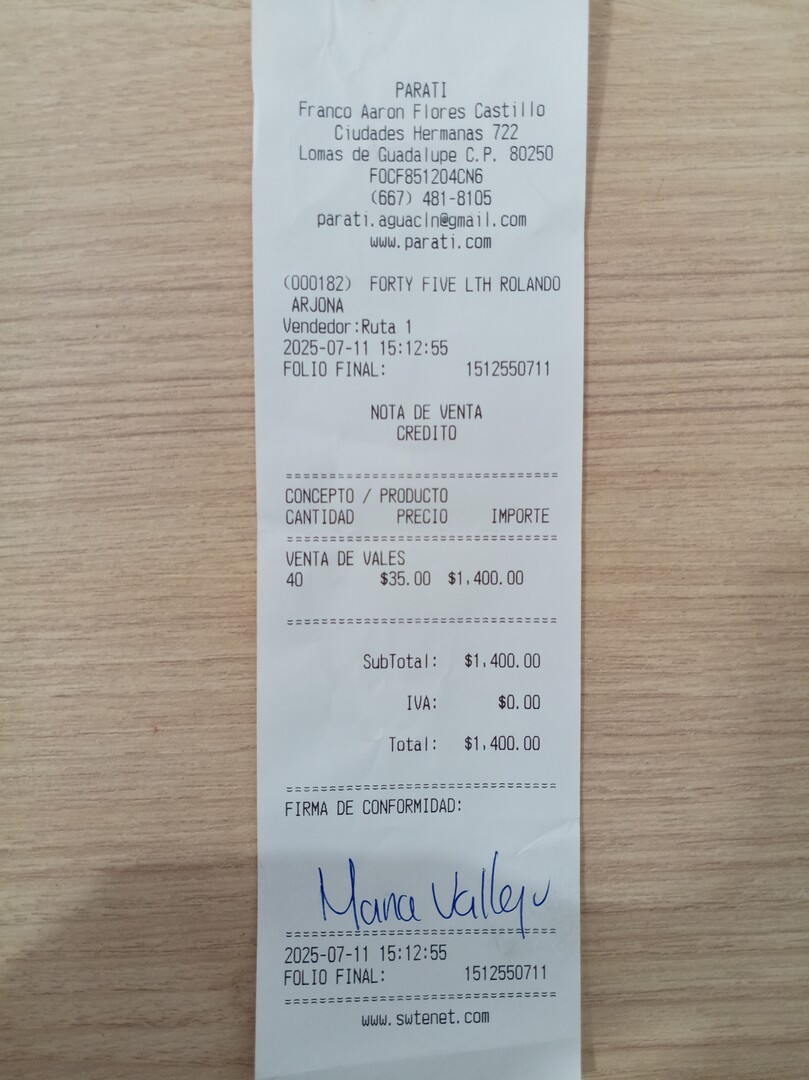 PARATI
Franco Aaron Flores Castillo
Ciudades Hermanas 722
Lomas de Guadalupe C.P. 80250
FOCF851204CN6
(667) 481-8105
parati.aguacln@gmail.com
www.parati.com
(000182) FORTY FIVE LTH ROLANDO
ARJONA
Vendedor:Ruta 1
2025-07-11 15:12:55
FOLIO FINAL: 1512550711
NOTA DE VENTA
CREDITO
================================
CONCEPTO / PRODUCTO
CANTIDAD PRECIO IMPORTE
================================
VENTA DE VALES
40 $35.00 $1,400.00
================================
SubTotal: $1,400.00
IVA: $0.00
Total: $1,400.00
================================
FIRMA DE CONFORMIDAD:
Maria Vallejo
================================
2025-07-11 15:12:55
FOLIO FINAL: 1512550711
================================
www.swtenet.com